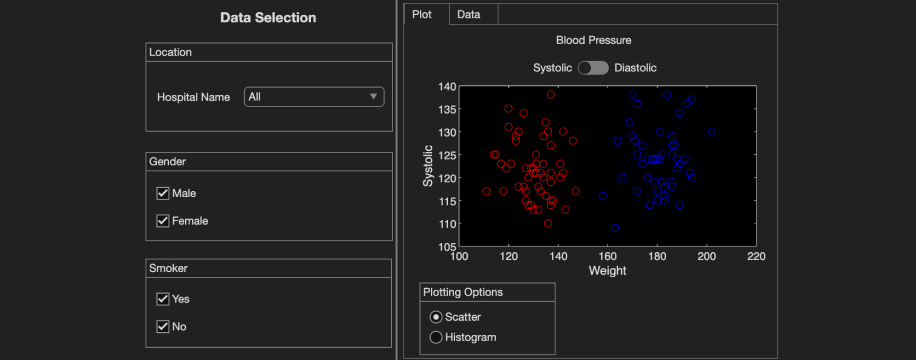 Data Selection
Location
Hospital Name All
Gender
Male
Female
Smoker
Yes
No
Plot Data
Blood Pressure
Systolic Diastolic
140
135
130
125
120
115
110
105
Systolic
100 120 140 160 180 200 220
Weight
Plotting Options
Scatter
Histogram